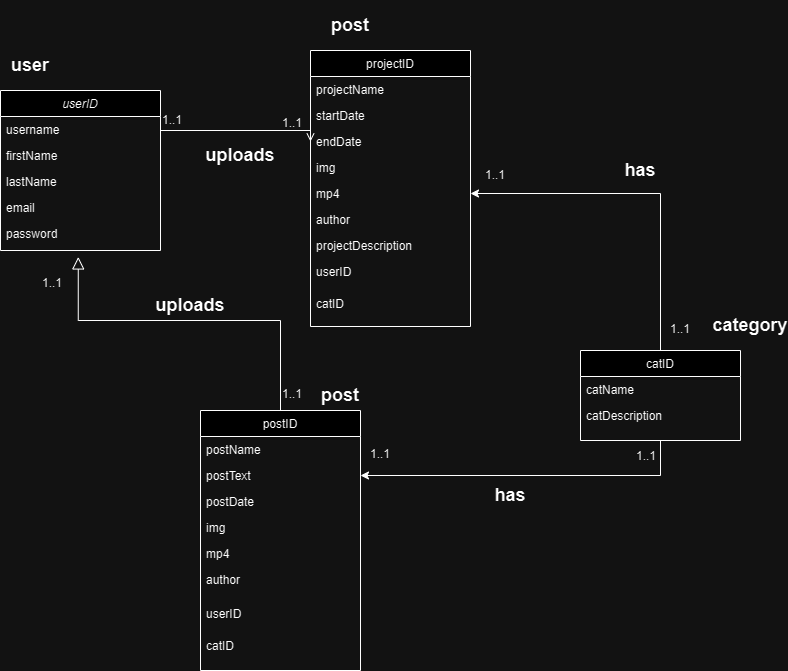 post
user
projectID
projectName
startDate
endDate
img
mp4
author
projectDescription
userID
catID
userID
username
firstName
lastName
email
password
1..1
1..1
uploads
1..1
has
1..1
uploads
1..1
1..1
category
catID
catName
catDescription
1..1
post
postID
postName
postText
postDate
img
mp4
author
userID
catID
1..1
has